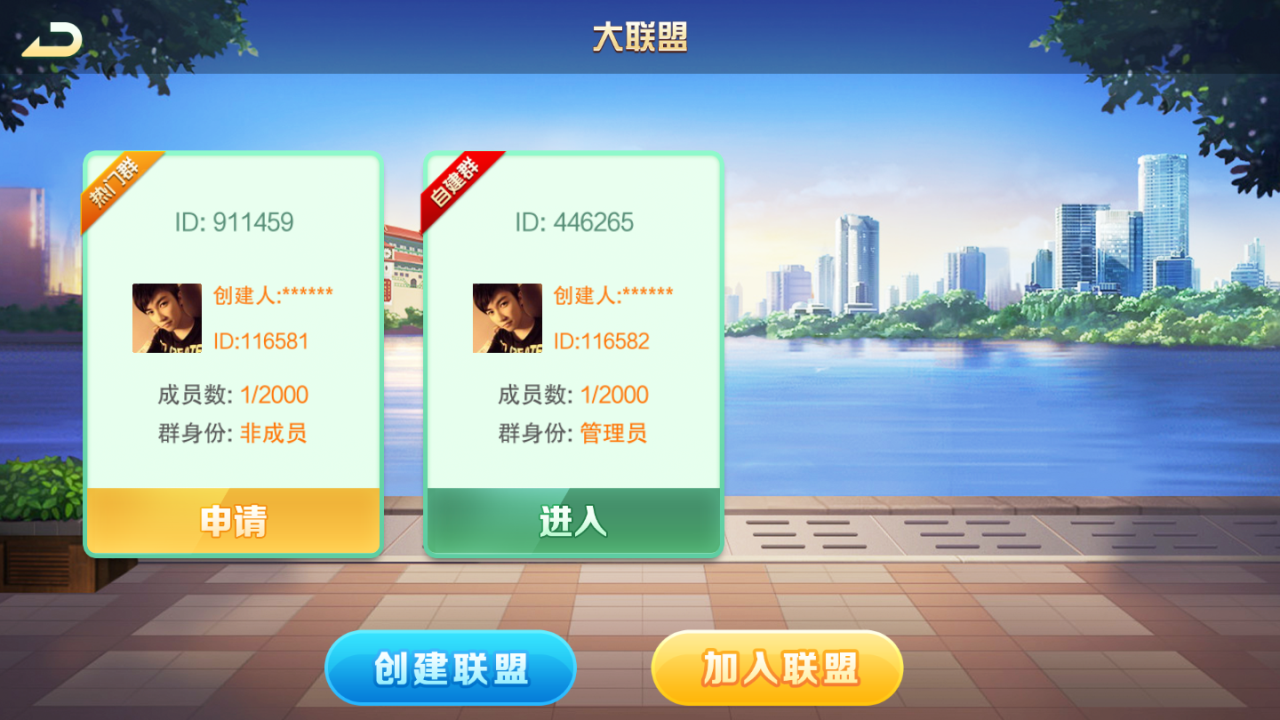 大联盟
热门群
ID: 911459
创建人:******
ID:116581
成员数: 1/2000
群身份: 非成员
申请
自建群
ID: 446265
创建人:******
ID:116582
成员数: 1/2000
群身份: 管理员
进入
创建联盟
加入联盟